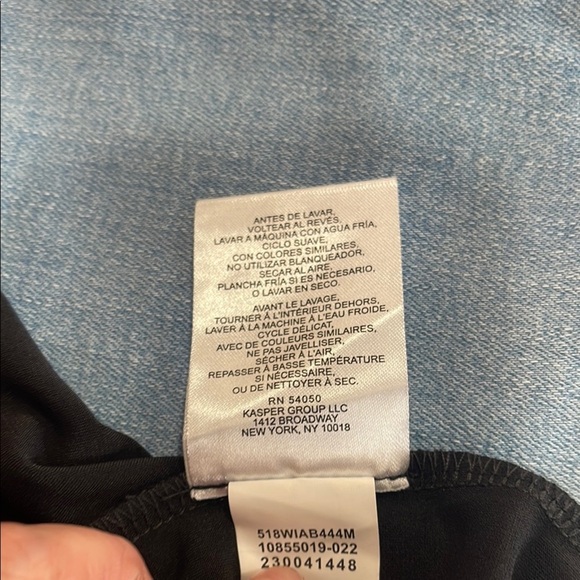 ANTES DE LAVAR,
VOLTEAR AL REVÉS.
LAVAR A MÁQUINA CON AGUA FRÍA.
CICLO SUAVE,
CON COLORES SIMILARES,
NO UTILIZAR BLANQUEADOR,
SECAR AL AIRE,
PLANCHA FRÍA SI ES NECESARIO,
O LAVAR EN SECO.
AVANT LE LAVAGE,
TOURNER À L'INTÉRIEUR DEHORS,
LAVER À LA MACHINE À L'EAU FROIDE,
CYCLE DÉLICAT,
AVEC DE COULEURS SIMILAIRES,
NE PAS JAVELLISER,
SÉCHER À L'AIR,
REPASSER À BASSE TEMPÉRATURE
SI NÉCESSAIRE,
OU DE NETTOYER À SEC.
RN 54050
KASPER GROUP LLC
1412 BROADWAY
NEW YORK, NY 10018
518WIAB444M
10855019-022
230041448